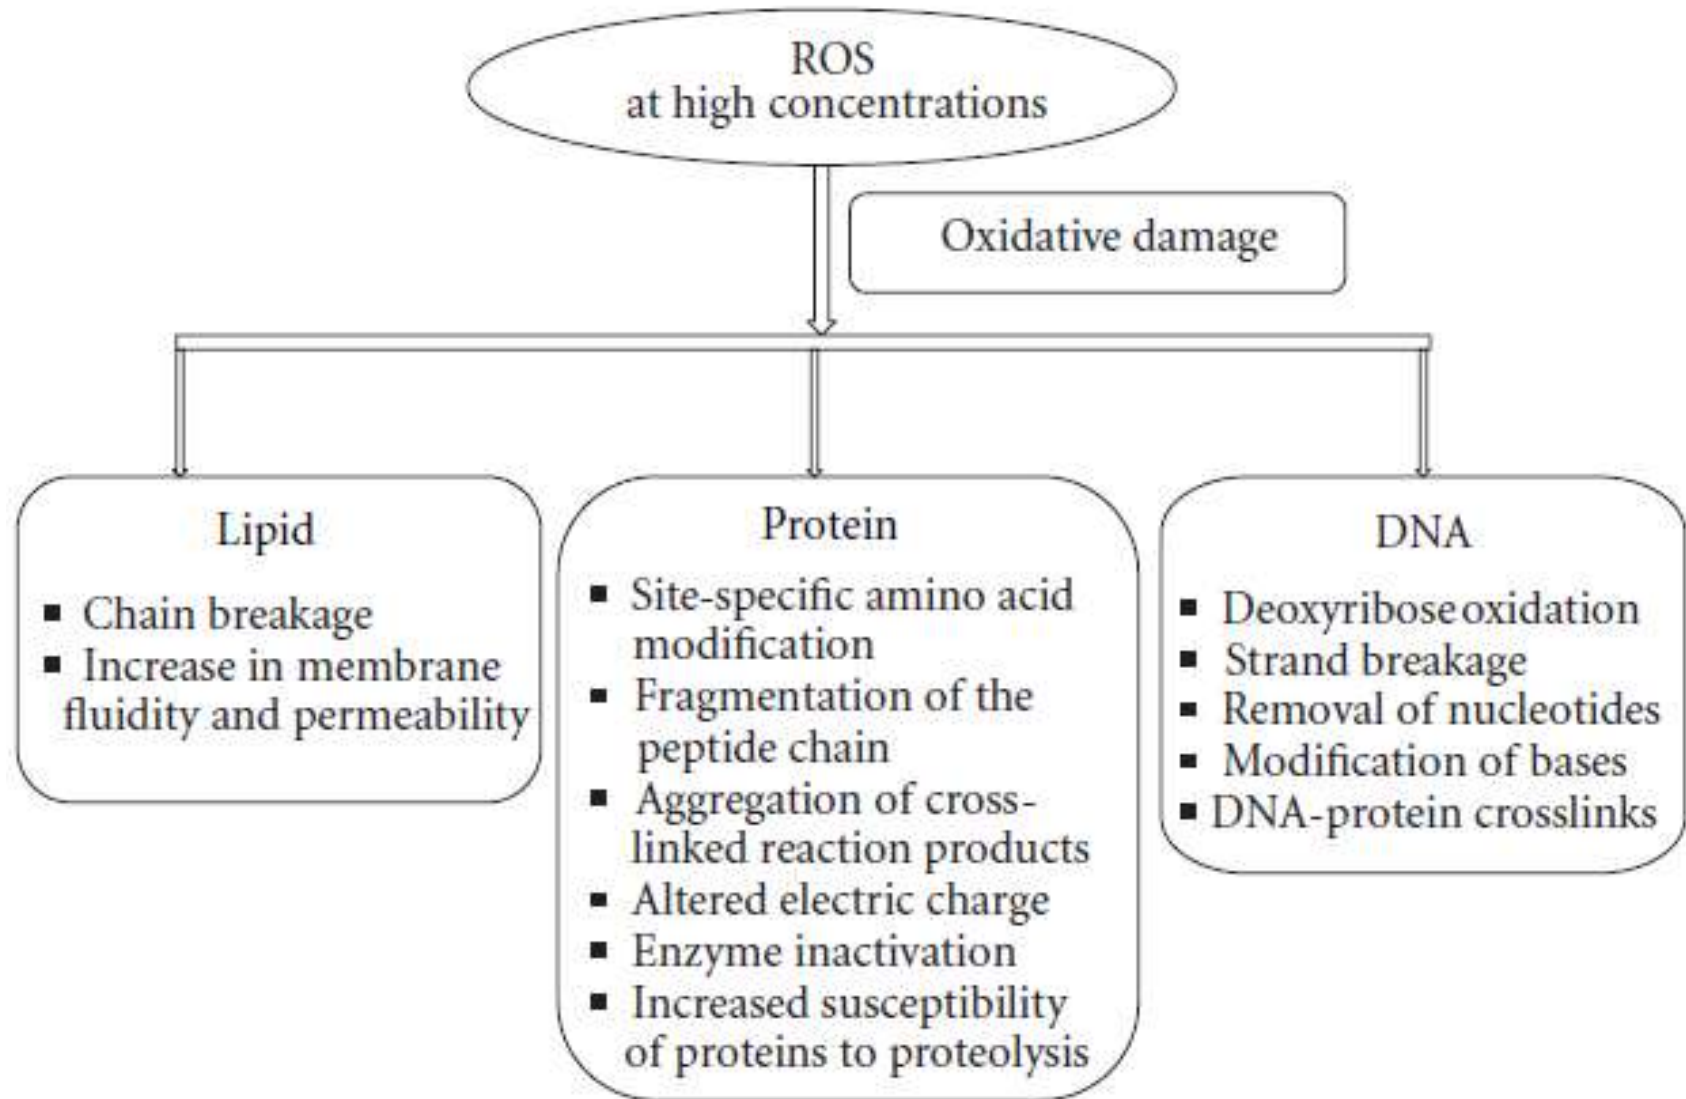 ROS
at high concentrations
Oxidative damage
Lipid
▪ Chain breakage
▪ Increase in membrane
fluidity and permeability
Protein
▪ Site-specific amino acid
modification
▪ Fragmentation of the
peptide chain
▪ Aggregation of cross-
linked reaction products
▪ Altered electric charge
▪ Enzyme inactivation
▪ Increased susceptibility
of proteins to proteolysis
DNA
▪ Deoxyribose oxidation
▪ Strand breakage
▪ Removal of nucleotides
▪ Modification of bases
▪ DNA-protein crosslinks